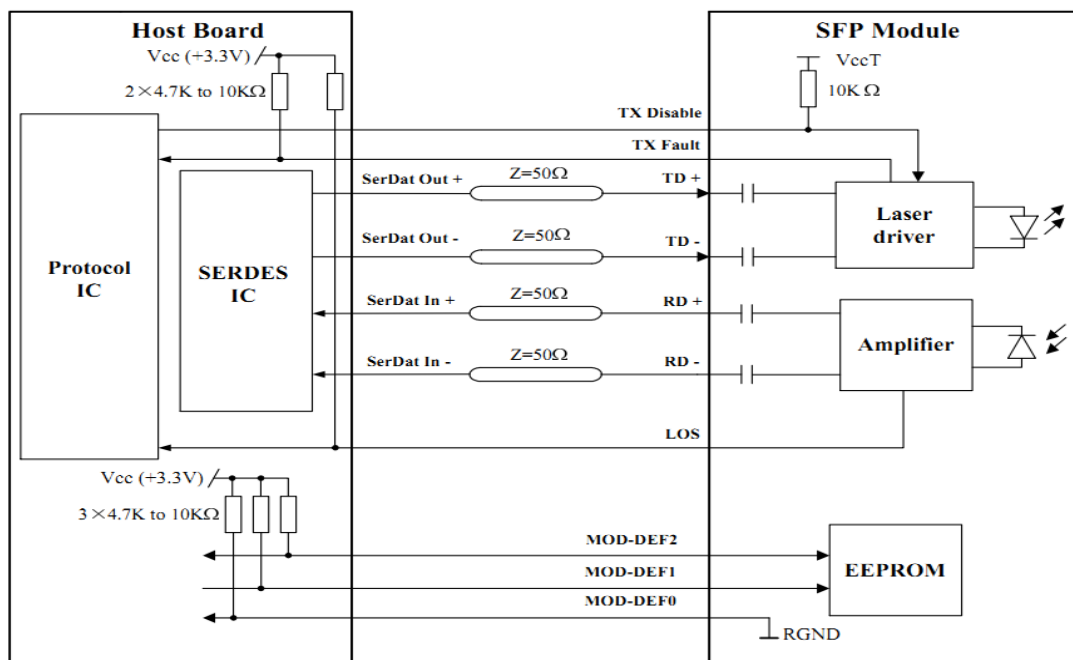 Host Board
SFP Module
Vcc (+3.3V)
VccT
2×4.7K to 10KΩ
10K Ω
TX Disable
TX Fault
SerDat Out +
Z=50Ω
TD +
SerDat Out -
Z=50Ω
TD -
Laser
driver
Protocol
IC
SERDES
IC
SerDat In +
Z=50Ω
RD +
SerDat In -
Z=50Ω
RD -
Amplifier
LOS
Vcc (+3.3V)
3×4.7K to 10KΩ
MOD-DEF2
MOD-DEF1
MOD-DEF0
EEPROM
RGND